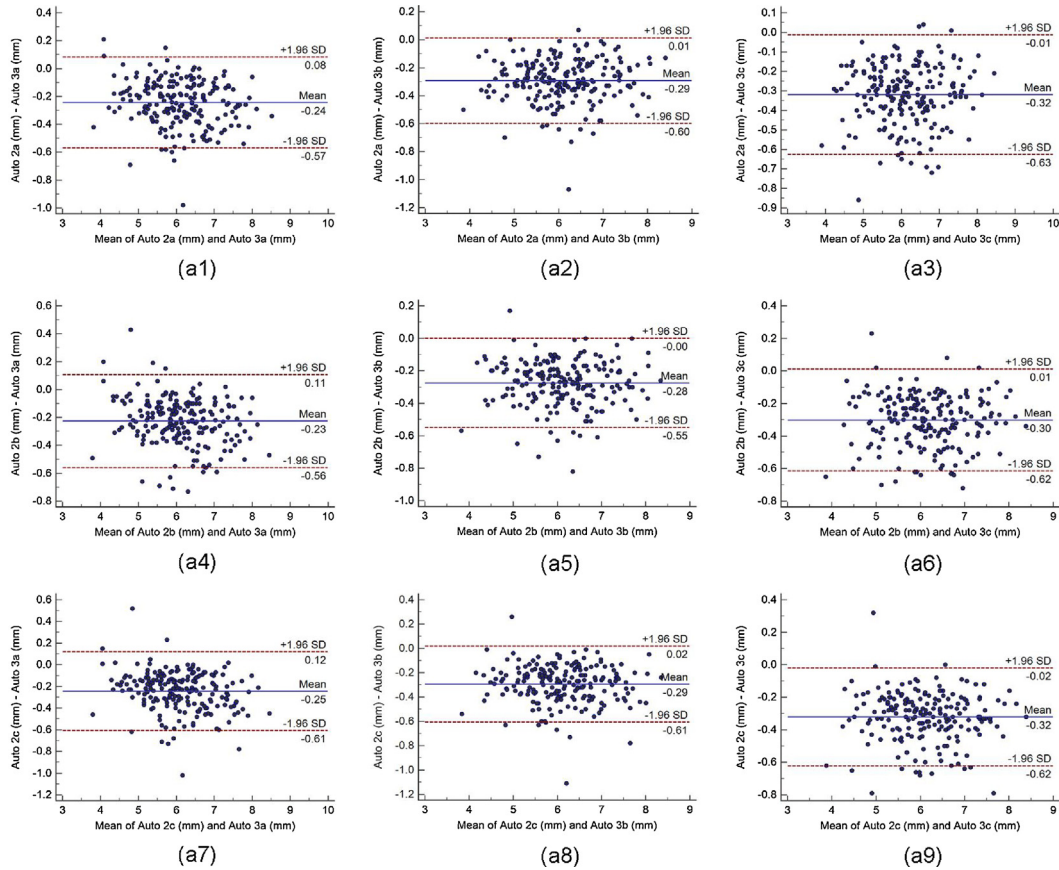 0.4
0.2
0.0
-0.2
-0.4
-0.6
-0.8
-1.0
Auto 2a (mm) - Auto 3a (mm)
+1.96 SD
0.08
Mean
-0.24
-1.96 SD
-0.57
3 4 5 6 7 8 9 10
Mean of Auto 2a (mm) and Auto 3a (mm)
(a1)
0.2
0.0
-0.2
-0.4
-0.6
-0.8
-1.0
-1.2
Auto 2a (mm) - Auto 3b (mm)
+1.96 SD
0.01
Mean
-0.29
-1.96 SD
-0.60
3 4 5 6 7 8 9
Mean of Auto 2a (mm) and Auto 3b (mm)
(a2)
0.1
0.0
-0.1
-0.2
-0.3
-0.4
-0.5
-0.6
-0.7
-0.8
-0.9
Auto 2a (mm) - Auto 3c (mm)
+1.96 SD
-0.01
Mean
-0.32
-1.96 SD
-0.63
3 4 5 6 7 8 9 10
Mean of Auto 2a (mm) and Auto 3c (mm)
(a3)
0.6
0.4
0.2
0.0
-0.2
-0.4
-0.6
-0.8
Auto 2b (mm) - Auto 3a (mm)
+1.96 SD
0.11
Mean
-0.23
-1.96 SD
-0.56
3 4 5 6 7 8 9 10
Mean of Auto 2b (mm) and Auto 3a (mm)
(a4)
0.2
0.0
-0.2
-0.4
-0.6
-0.8
-1.0
Auto 2b (mm) - Auto 3b (mm)
+1.96 SD
-0.00
Mean
-0.28
-1.96 SD
-0.55
3 4 5 6 7 8 9
Mean of Auto 2b (mm) and Auto 3b (mm)
(a5)
0.4
0.2
0.0
-0.2
-0.4
-0.6
-0.8
Auto 2b (mm) - Auto 3c (mm)
+1.96 SD
0.01
Mean
-0.30
-1.96 SD
-0.62
3 4 5 6 7 8 9
Mean of Auto 2b (mm) and Auto 3c (mm)
(a6)
0.6
0.4
0.2
0.0
-0.2
-0.4
-0.6
-0.8
-1.0
-1.2
Auto 2c (mm) - Auto 3a (mm)
+1.96 SD
0.12
Mean
-0.25
-1.96 SD
-0.61
3 4 5 6 7 8 9 10
Mean of Auto 2c (mm) and Auto 3a (mm)
(a7)
0.4
0.2
0.0
-0.2
-0.4
-0.6
-0.8
-1.0
-1.2
Auto 2c (mm) - Auto 3b (mm)
+1.96 SD
0.02
Mean
-0.29
-1.96 SD
-0.61
3 4 5 6 7 8 9
Mean of Auto 2c (mm) and Auto 3b (mm)
(a8)
0.4
0.2
0.0
-0.2
-0.4
-0.6
-0.8
Auto 2c (mm) - Auto 3c (mm)
+1.96 SD
-0.02
Mean
-0.32
-1.96 SD
-0.62
3 4 5 6 7 8 9
Mean of Auto 2c (mm) and Auto 3c (mm)
(a9)